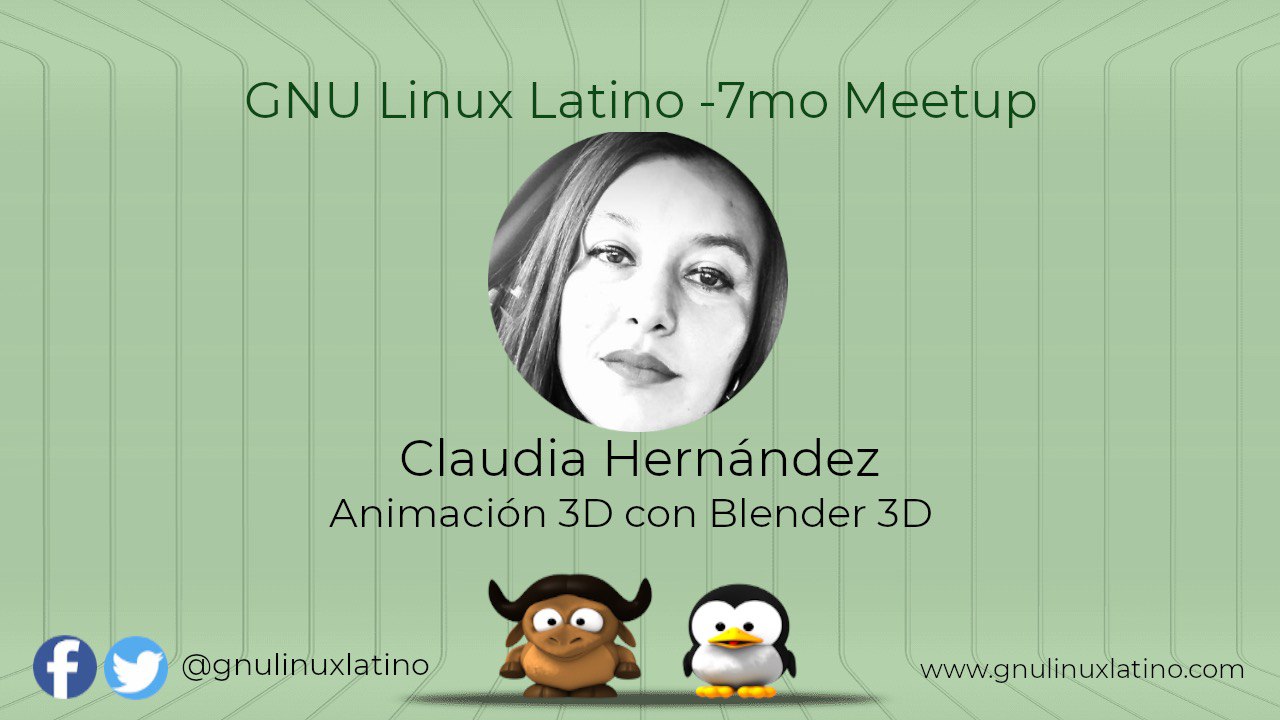 GNU Linux Latino -7mo Meetup
Claudia Hernández
Animación 3D con Blender 3D
@gnulinuxlatino
www.gnulinuxlatino.com